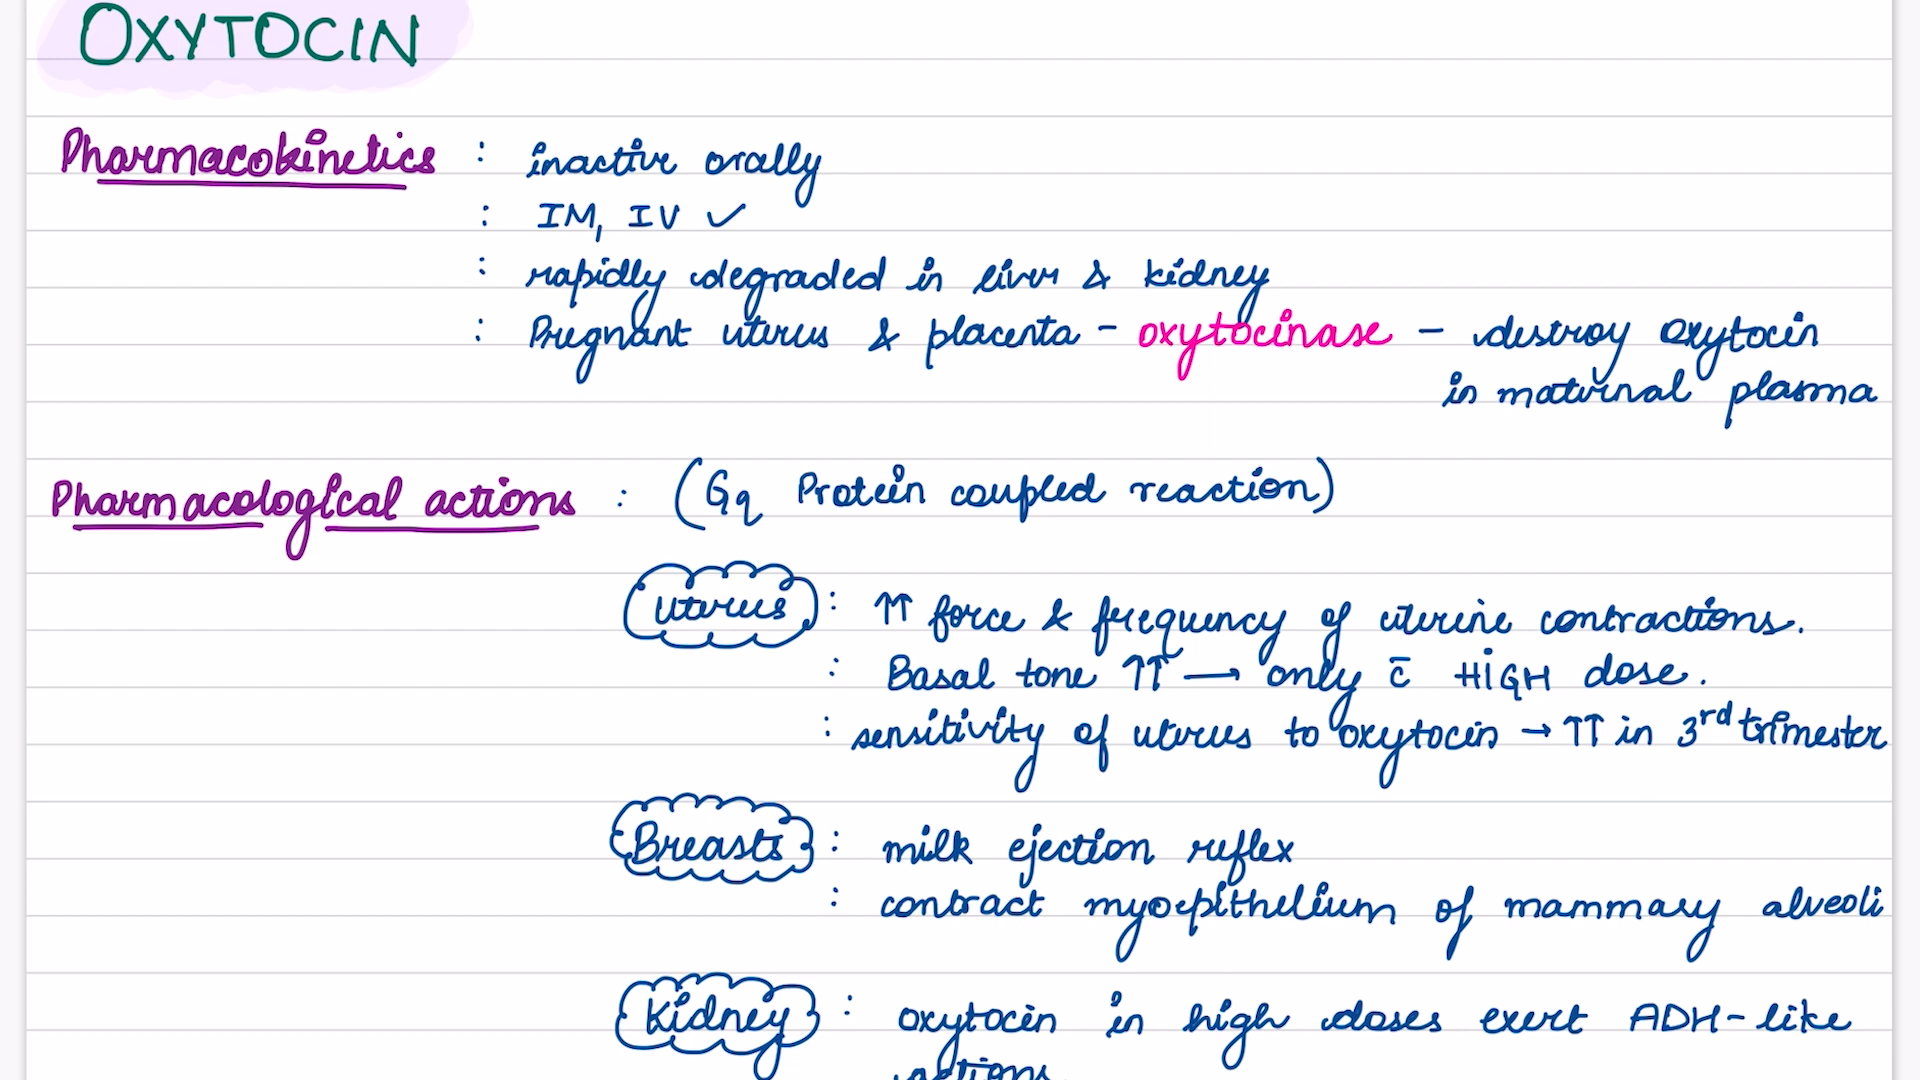 OXYTOCIN
Pharmacokinetics : inactive orally
: IM, IV ✓
: rapidly degraded in liver & kidney
: Pregnant uterus & placenta - oxytocinase - destroy oxytocin
in maternal plasma
Pharmacological actions : (Gq Protein coupled reaction)
Uterus : ↑↑ force & frequency of uterine contractions.
: Basal tone ↑↑ → only c̄ HIGH dose.
: sensitivity of uterus to oxytocin → ↑↑ in 3rd trimester
Breasts : milk ejection reflex
: contract myoepithelium of mammary alveoli
Kidney : oxytocin in high doses exert ADH-like
actions.